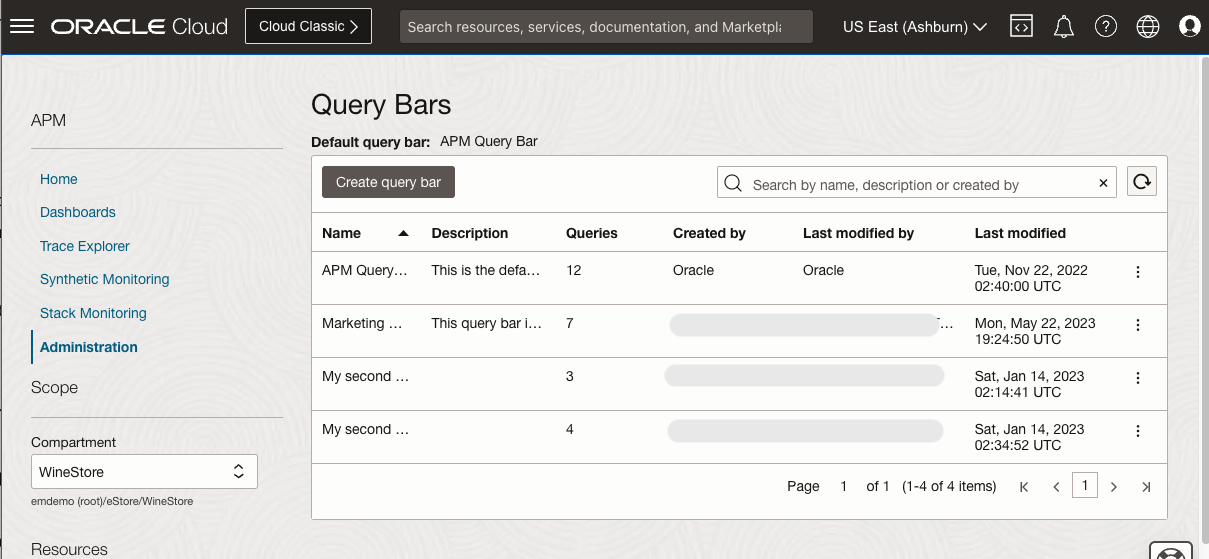 ORACLE Cloud
Cloud Classic
Search resources, services, documentation, and Marketpl
US East (Ashburn)
APM
Home
Dashboards
Trace Explorer
Synthetic Monitoring
Stack Monitoring
Administration
Scope
Compartment
WineStore
emdemo (root)/eStore/WineStore
Resources
Query Bars
Default query bar: APM Query Bar
Create query bar
Search by name, description or created by
Name Description Queries Created by Last modified by Last modified
APM Query... This is the defa... 12 Oracle Oracle Tue, Nov 22, 2022
02:40:00 UTC
Marketing ... This query bar i... 7 ... Mon, May 22, 2023
19:24:50 UTC
My second ... 3 Sat, Jan 14, 2023
02:14:41 UTC
My second ... 4 Sat, Jan 14, 2023
02:34:52 UTC
Page 1 of 1 (1-4 of 4 items) 1